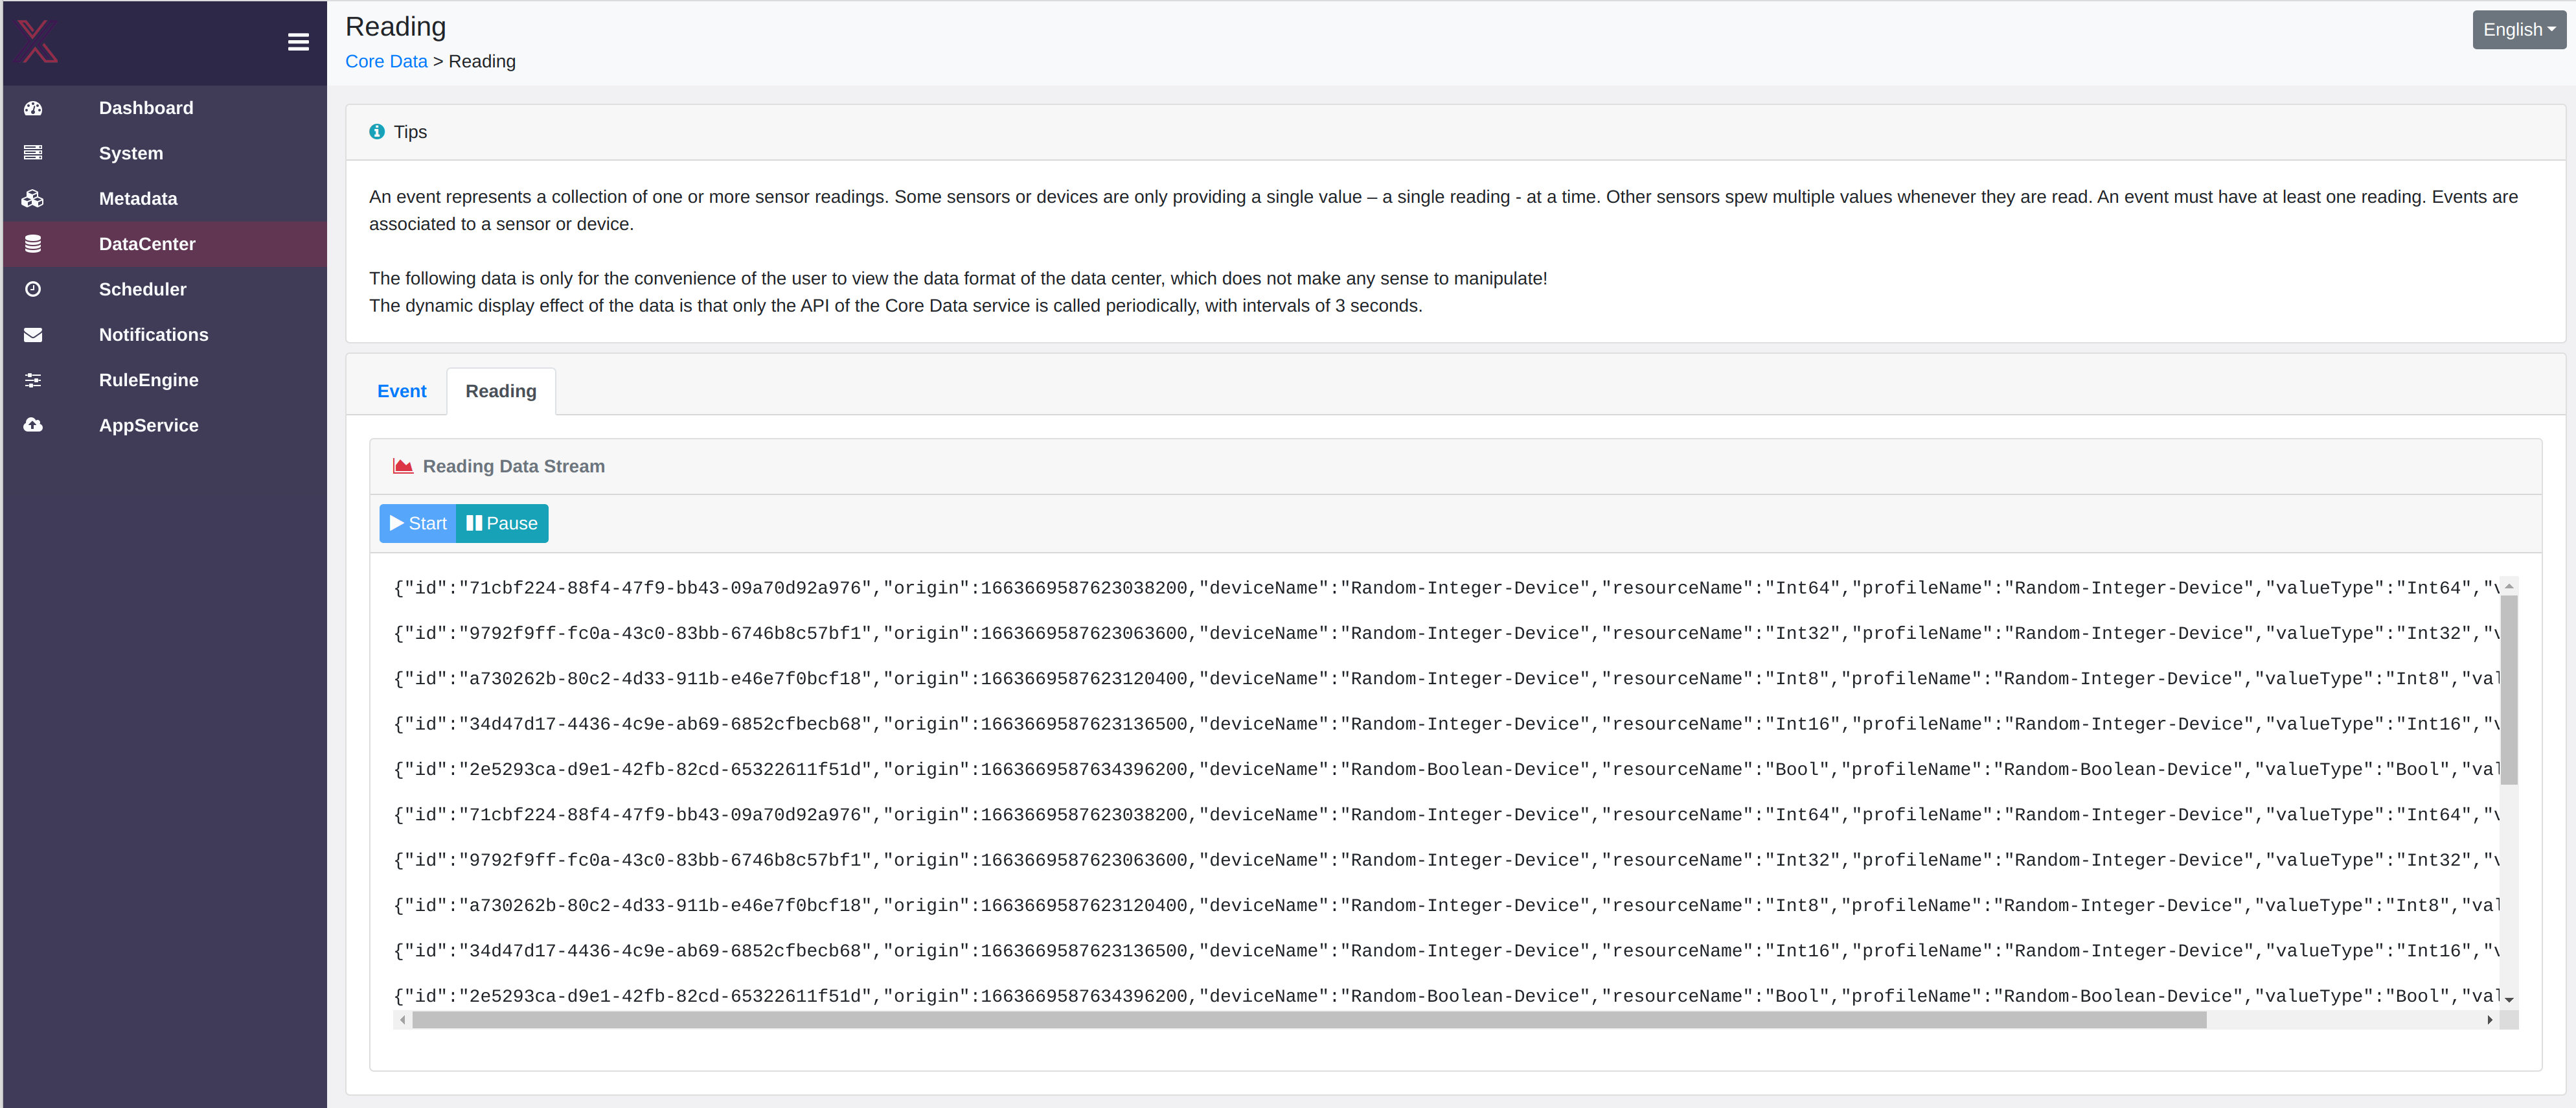 Reading
English
Core Data > Reading
Dashboard
System
Metadata
DataCenter
Scheduler
Notifications
RuleEngine
AppService
Tips
An event represents a collection of one or more sensor readings. Some sensors or devices are only providing a single value – a single reading - at a time. Other sensors spew multiple values whenever they are read. An event must have at least one reading. Events are
associated to a sensor or device.
The following data is only for the convenience of the user to view the data format of the data center, which does not make any sense to manipulate!
The dynamic display effect of the data is that only the API of the Core Data service is called periodically, with intervals of 3 seconds.
Event Reading
Reading Data Stream
Start Pause
{"id":"71cbf224-88f4-47f9-bb43-09a70d92a976","origin":1663669587623038200,"deviceName":"Random-Integer-Device","resourceName":"Int64","profileName":"Random-Integer-Device","valueType":"Int64","v
{"id":"9792f9ff-fc0a-43c0-83bb-6746b8c57bf1","origin":1663669587623063600,"deviceName":"Random-Integer-Device","resourceName":"Int32","profileName":"Random-Integer-Device","valueType":"Int32","v
{"id":"a730262b-80c2-4d33-911b-e46e7f0bcf18","origin":1663669587623120400,"deviceName":"Random-Integer-Device","resourceName":"Int8","profileName":"Random-Integer-Device","valueType":"Int8","val
{"id":"34d47d17-4436-4c9e-ab69-6852cfbecb68","origin":1663669587623136500,"deviceName":"Random-Integer-Device","resourceName":"Int16","profileName":"Random-Integer-Device","valueType":"Int16","v
{"id":"2e5293ca-d9e1-42fb-82cd-65322611f51d","origin":1663669587634396200,"deviceName":"Random-Boolean-Device","resourceName":"Bool","profileName":"Random-Boolean-Device","valueType":"Bool","val
{"id":"71cbf224-88f4-47f9-bb43-09a70d92a976","origin":1663669587623038200,"deviceName":"Random-Integer-Device","resourceName":"Int64","profileName":"Random-Integer-Device","valueType":"Int64","v
{"id":"9792f9ff-fc0a-43c0-83bb-6746b8c57bf1","origin":1663669587623063600,"deviceName":"Random-Integer-Device","resourceName":"Int32","profileName":"Random-Integer-Device","valueType":"Int32","v
{"id":"a730262b-80c2-4d33-911b-e46e7f0bcf18","origin":1663669587623120400,"deviceName":"Random-Integer-Device","resourceName":"Int8","profileName":"Random-Integer-Device","valueType":"Int8","val
{"id":"34d47d17-4436-4c9e-ab69-6852cfbecb68","origin":1663669587623136500,"deviceName":"Random-Integer-Device","resourceName":"Int16","profileName":"Random-Integer-Device","valueType":"Int16","v
{"id":"2e5293ca-d9e1-42fb-82cd-65322611f51d","origin":1663669587634396200,"deviceName":"Random-Boolean-Device","resourceName":"Bool","profileName":"Random-Boolean-Device","valueType":"Bool","val